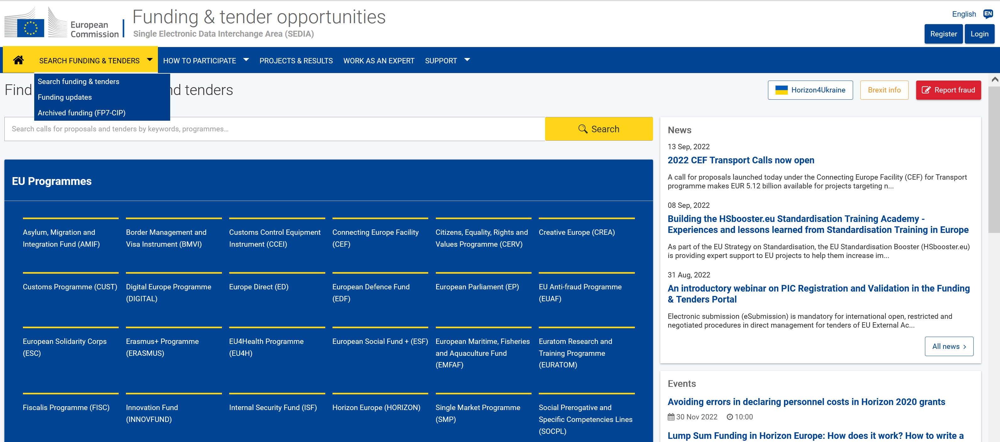 European
Commission
Funding & tender opportunities
Single Electronic Data Interchange Area (SEDIA)
English EN
Register Login
SEARCH FUNDING & TENDERS HOW TO PARTICIPATE PROJECTS & RESULTS WORK AS AN EXPERT SUPPORT
Search funding & tenders
Funding updates
Archived funding (FP7-CIP)
Find nd tenders
Horizon4Ukraine Brexit info Report fraud
Search calls for proposals and tenders by keywords, programmes...
Search
EU Programmes
Asylum, Migration and
Integration Fund (AMIF)
Border Management and
Visa Instrument (BMVI)
Customs Control Equipment
Instrument (CCEI)
Connecting Europe Facility
(CEF)
Citizens, Equality, Rights and
Values Programme (CERV)
Creative Europe (CREA)
Customs Programme (CUST)
Digital Europe Programme
(DIGITAL)
Europe Direct (ED)
European Defence Fund
(EDF)
European Parliament (EP)
EU Anti-fraud Programme
(EUAF)
European Solidarity Corps
(ESC)
Erasmus+ Programme
(ERASMUS)
EU4Health Programme
(EU4H)
European Social Fund + (ESF)
European Maritime, Fisheries
and Aquaculture Fund
(EMFAF)
Euratom Research and
Training Programme
(EURATOM)
Fiscalis Programme (FISC)
Innovation Fund
(INNOVFUND)
Internal Security Fund (ISF)
Horizon Europe (HORIZON)
Single Market Programme
(SMP)
Social Prerogative and
Specific Competencies Lines
(SOCPL)
News
13 Sep, 2022
2022 CEF Transport Calls now open
A call for proposals launched today under the Connecting Europe Facility (CEF) for Transport
programme makes EUR 5.12 billion available for projects targeting n...
08 Sep, 2022
Building the HSbooster.eu Standardisation Training Academy -
Experiences and lessons learned from Standardisation Training in Europe
As part of the EU Strategy on Standardisation, the EU Standardisation Booster (HSbooster.eu)
is providing expert support to EU projects to help them increase im...
31 Aug, 2022
An introductory webinar on PIC Registration and Validation in the Funding
& Tenders Portal
Electronic submission (eSubmission) is mandatory for international open, restricted and
negotiated procedures in direct management for tenders of EU External Ac...
All news >
Events
Avoiding errors in declaring personnel costs in Horizon 2020 grants
30 Nov 2022 10:00
Lump Sum Funding in Horizon Europe: How does it work? How to write a